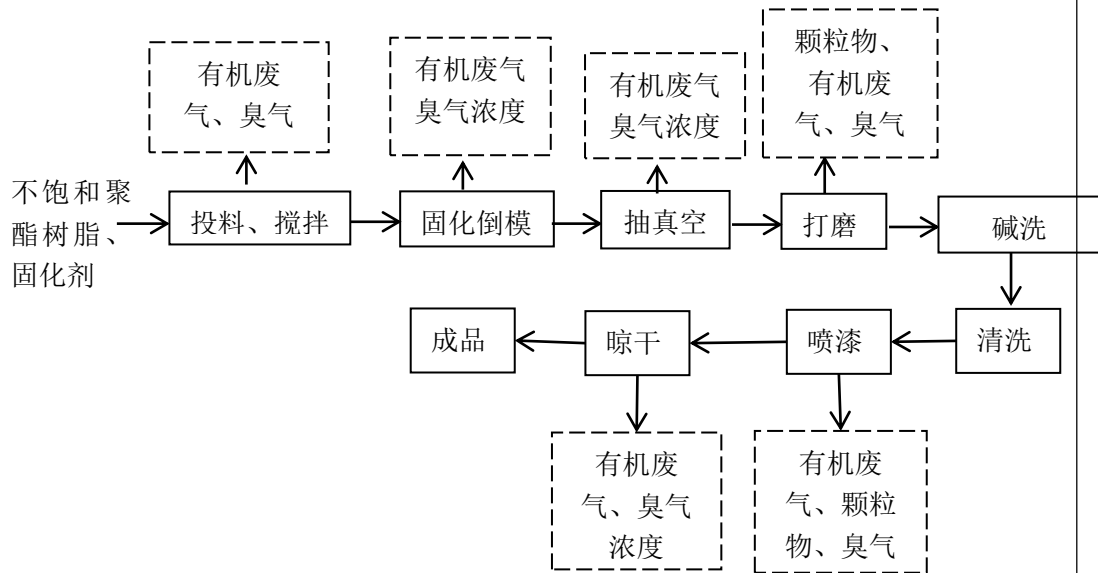 有机废
气、臭气
有机废气
臭气浓度
有机废气
臭气浓度
颗粒物、
有机废
气、臭气
不饱和聚
酯树脂、
固化剂
投料、搅拌
固化倒模
抽真空
打磨
碱洗
成品
晾干
喷漆
清洗
有机废
气、臭气
浓度
有机废
气、颗粒
物、臭气